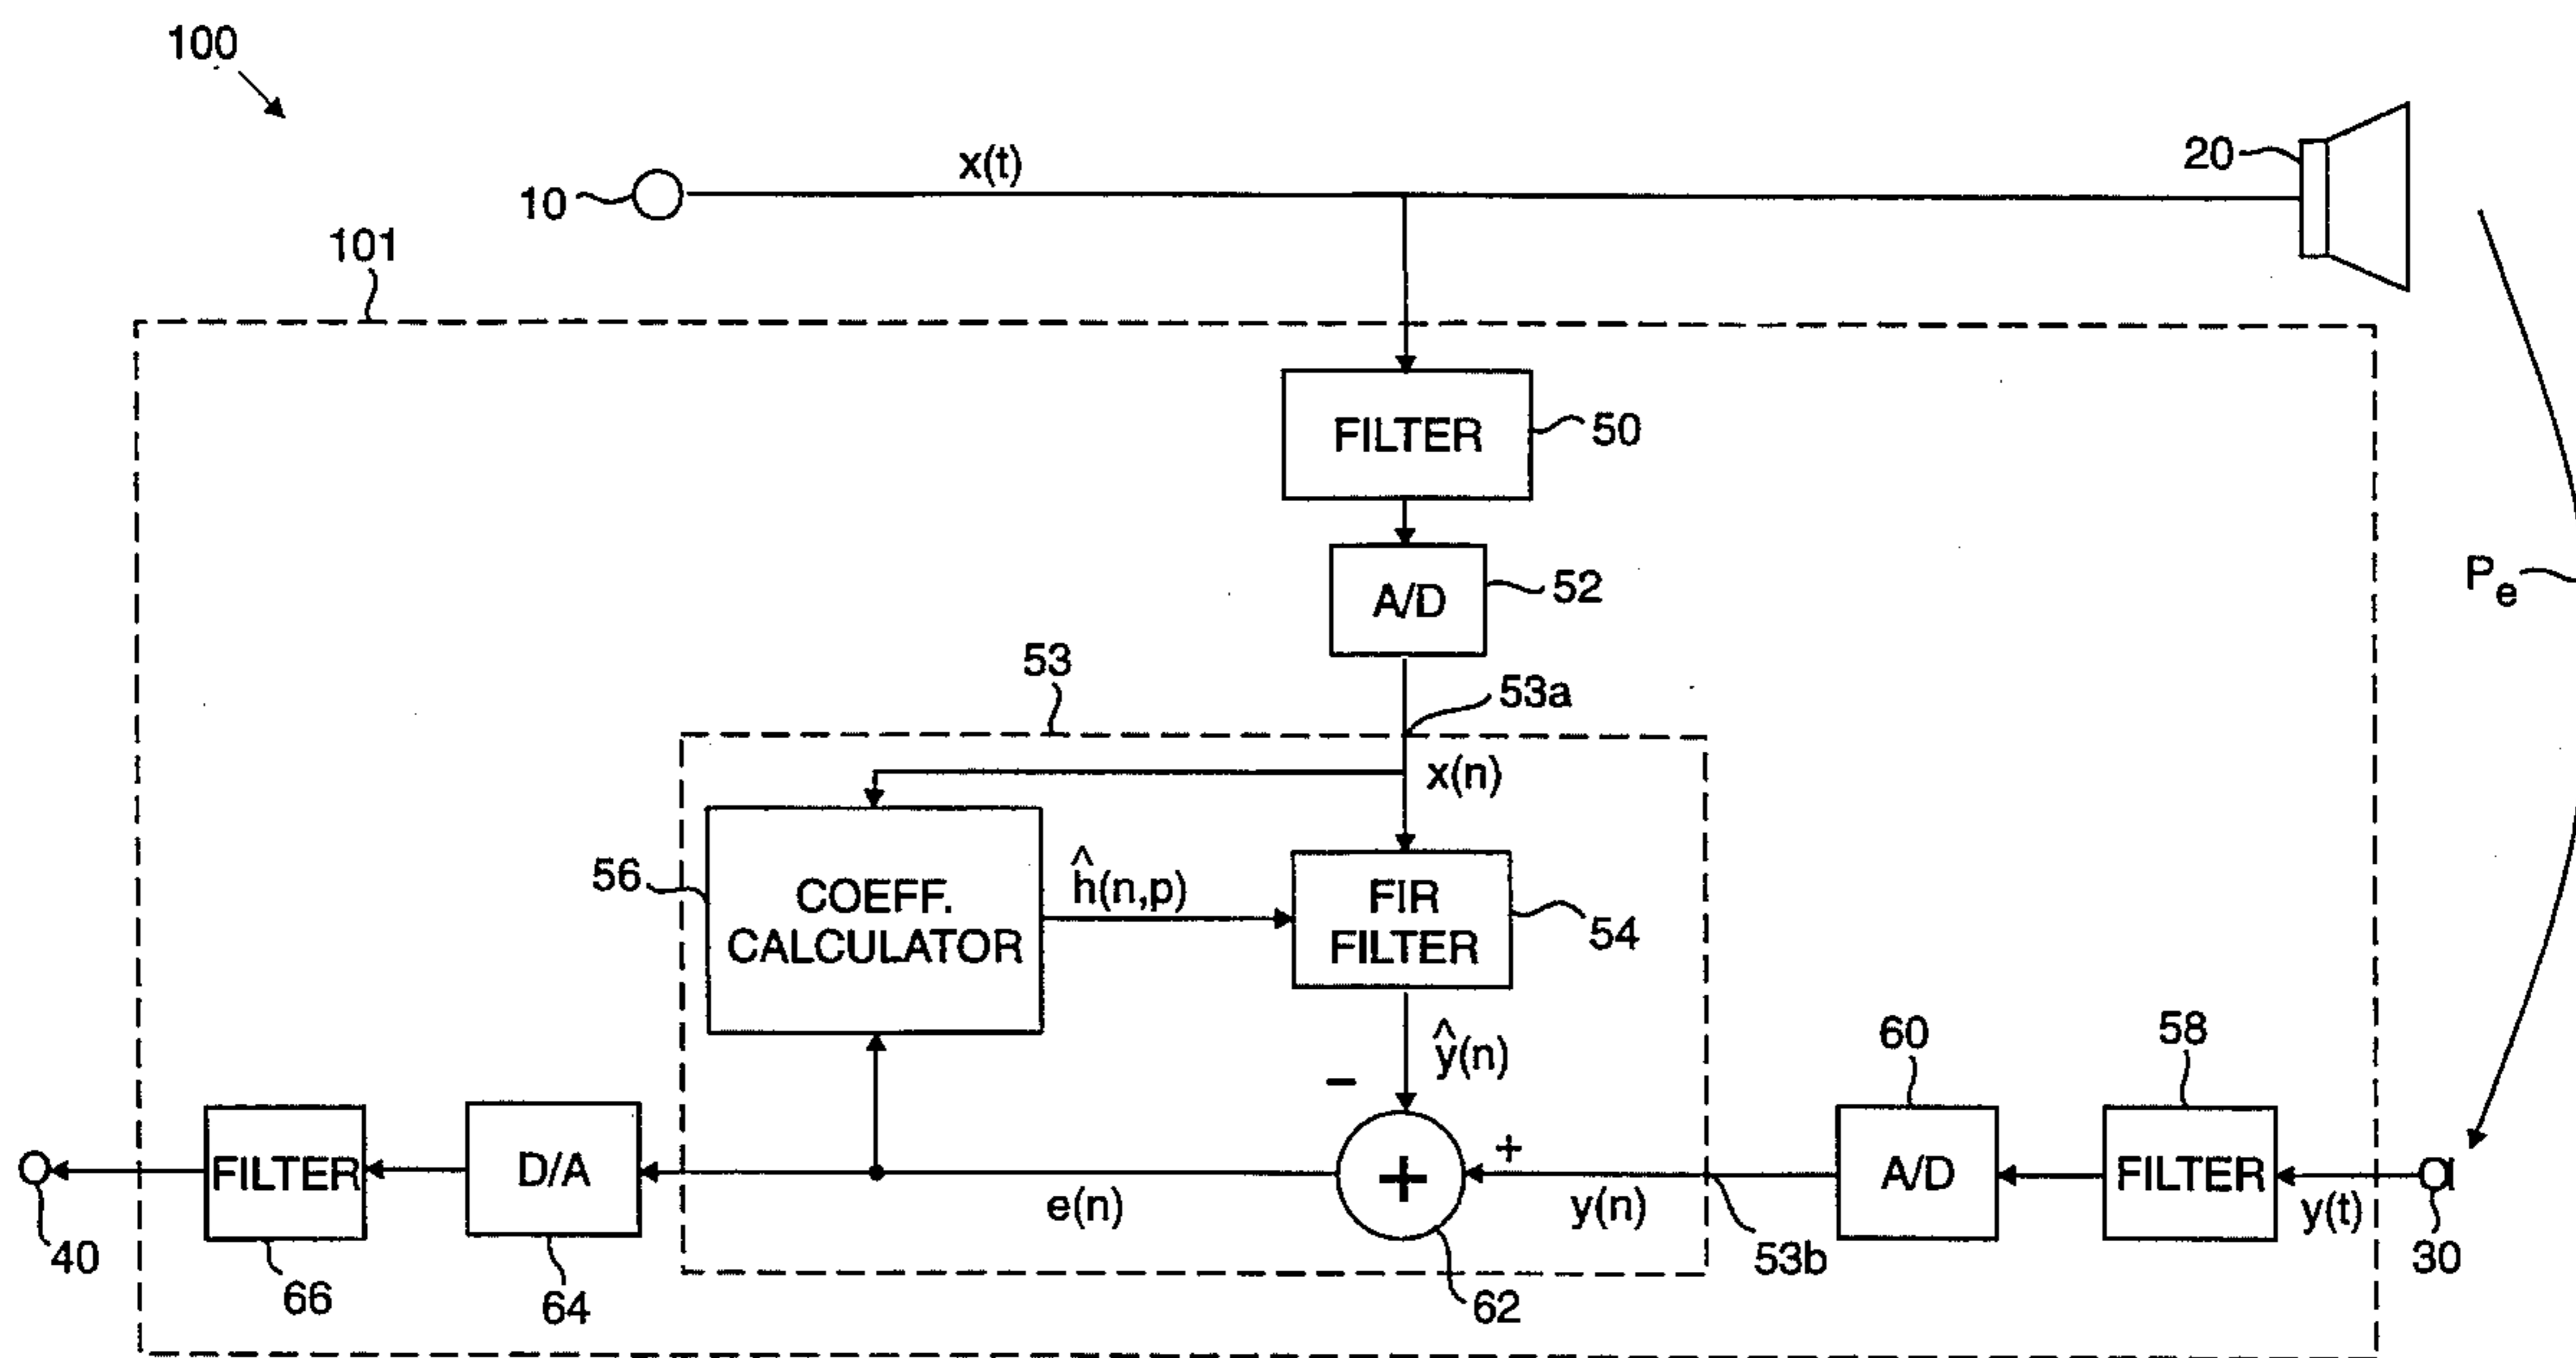 100
x(t)
20
10
101
FILTER
50
A/D
52
Pe
53
53a
x(n)
56
COEFF.
CALCULATOR
ĥ(n,p)
FIR
FILTER
54
ŷ(n)
60
58
−
+
+
FILTER
D/A
e(n)
y(n)
A/D
FILTER
y(t)
40
66
64
62
53b
30